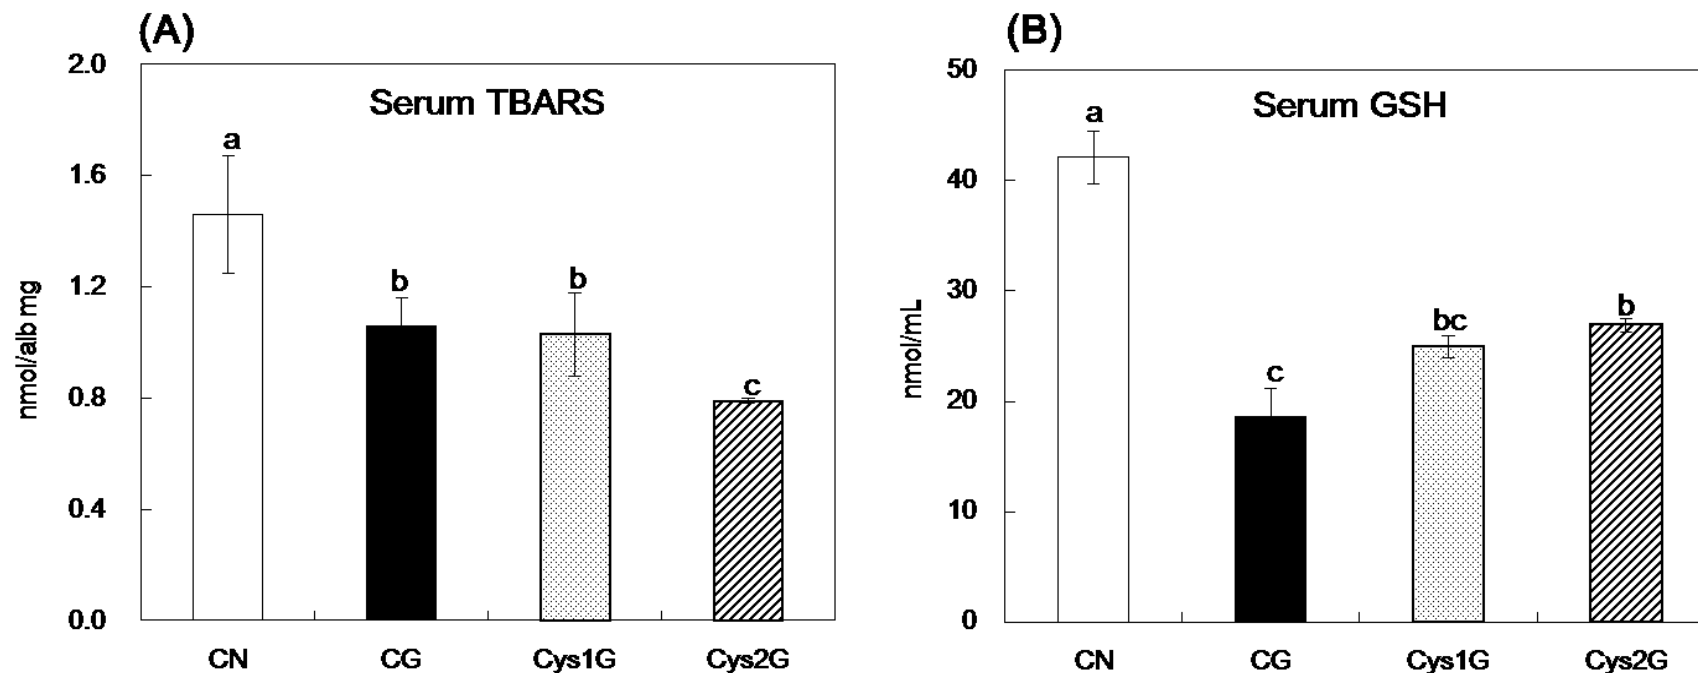 (A)
Serum TBARS
nmol/alb mg
2.0
1.6
1.2
0.8
0.4
0.0
a
b
b
c
CN CG Cys1G Cys2G
(B)
Serum GSH
nmol/mL
50
40
30
20
10
0
a
c
bc
b
CN CG Cys1G Cys2G